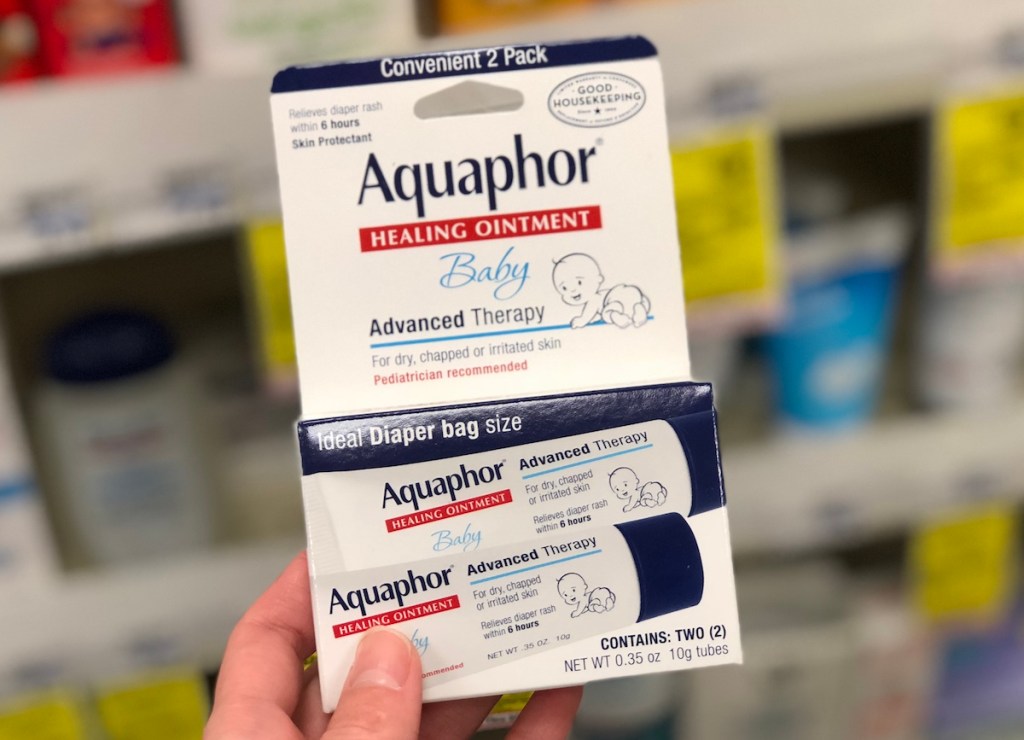 Convenient 2 Pack
Relieves diaper rash
within 6 hours
Skin Protectant
GOOD
HOUSEKEEPING
Aquaphor®
HEALING OINTMENT
Baby
Advanced Therapy
For dry, chapped or irritated skin
Pediatrician recommended
Ideal Diaper bag size
Aquaphor®
HEALING OINTMENT
Baby
Advanced Therapy
For dry, chapped
or irritated skin
Relieves diaper rash
within 6 hours
Aquaphor®
HEALING OINTMENT
by
ommended
Advanced Therapy
For dry, chapped
or irritated skin
Relieves diaper rash
within 6 hours
NET WT .35 OZ. 10g
CONTAINS: TWO (2)
NET WT 0.35 oz 10g tubes